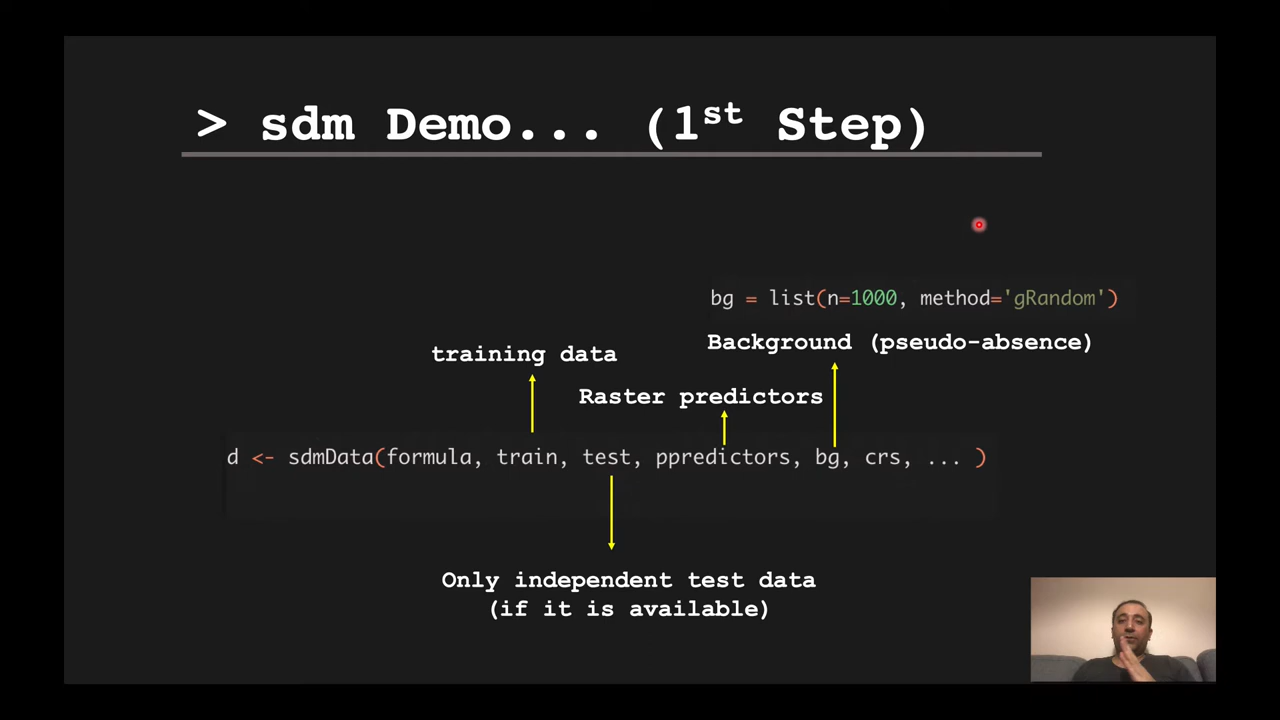 > sdm Demo... (1st Step)
bg = list(n=1000, method='gRandom')
Background (pseudo-absence)
training data
Raster predictors
d <- sdmData(formula, train, test, ppredictors, bg, crs, ... )
Only independent test data
(if it is available)